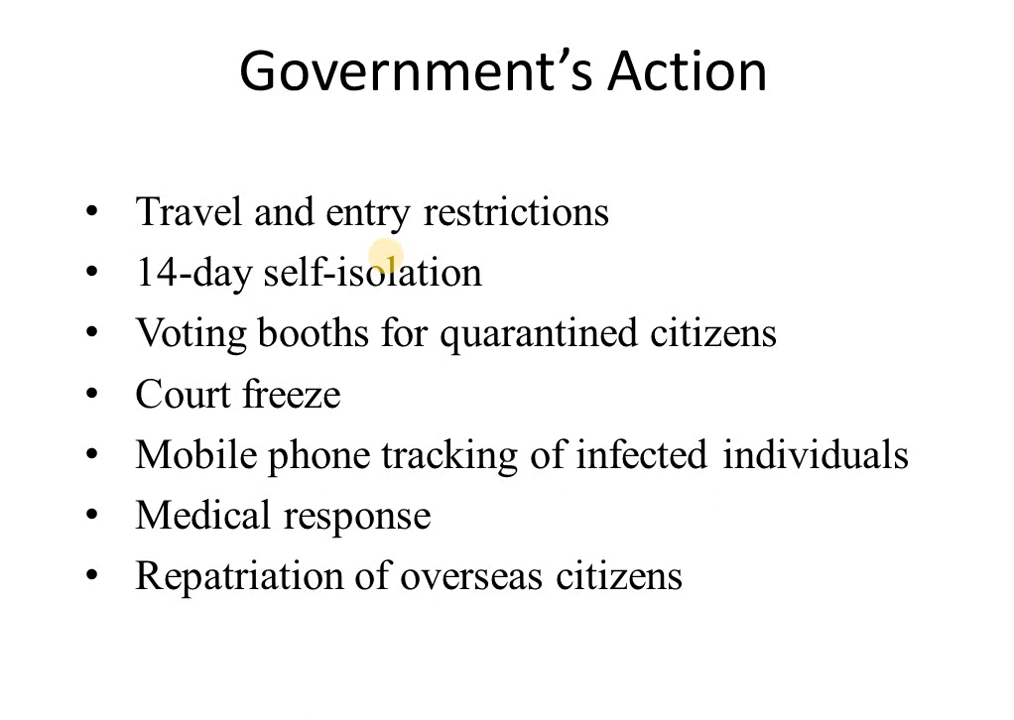 Government’s Action
• Travel and entry restrictions
• 14-day self-isolation
• Voting booths for quarantined citizens
• Court freeze
• Mobile phone tracking of infected individuals
• Medical response
• Repatriation of overseas citizens